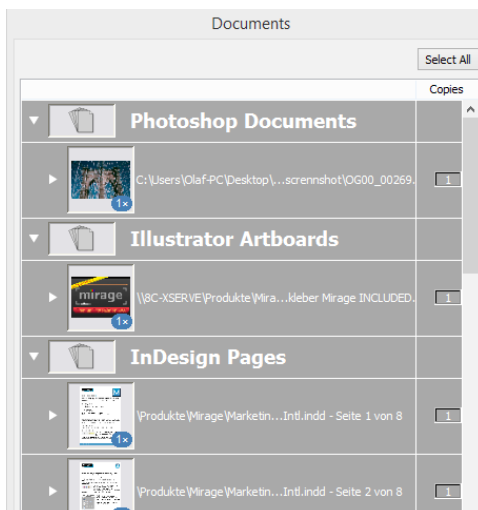 Documents
Select All
Copies
Photoshop Documents
C:\Users\Olaf-PC\Desktop\...scrennshot\OG00_00269.
1
1x
Illustrator Artboards
mirage
\\8C-XSERVE\Produkte\Mira...kleber Mirage INCLUDED.
1
1x
InDesign Pages
\Produkte\Mirage\Marketin...Intl.indd - Seite 1 von 8
1
1x
\Produkte\Mirage\Marketin...Intl.indd - Seite 2 von 8
1